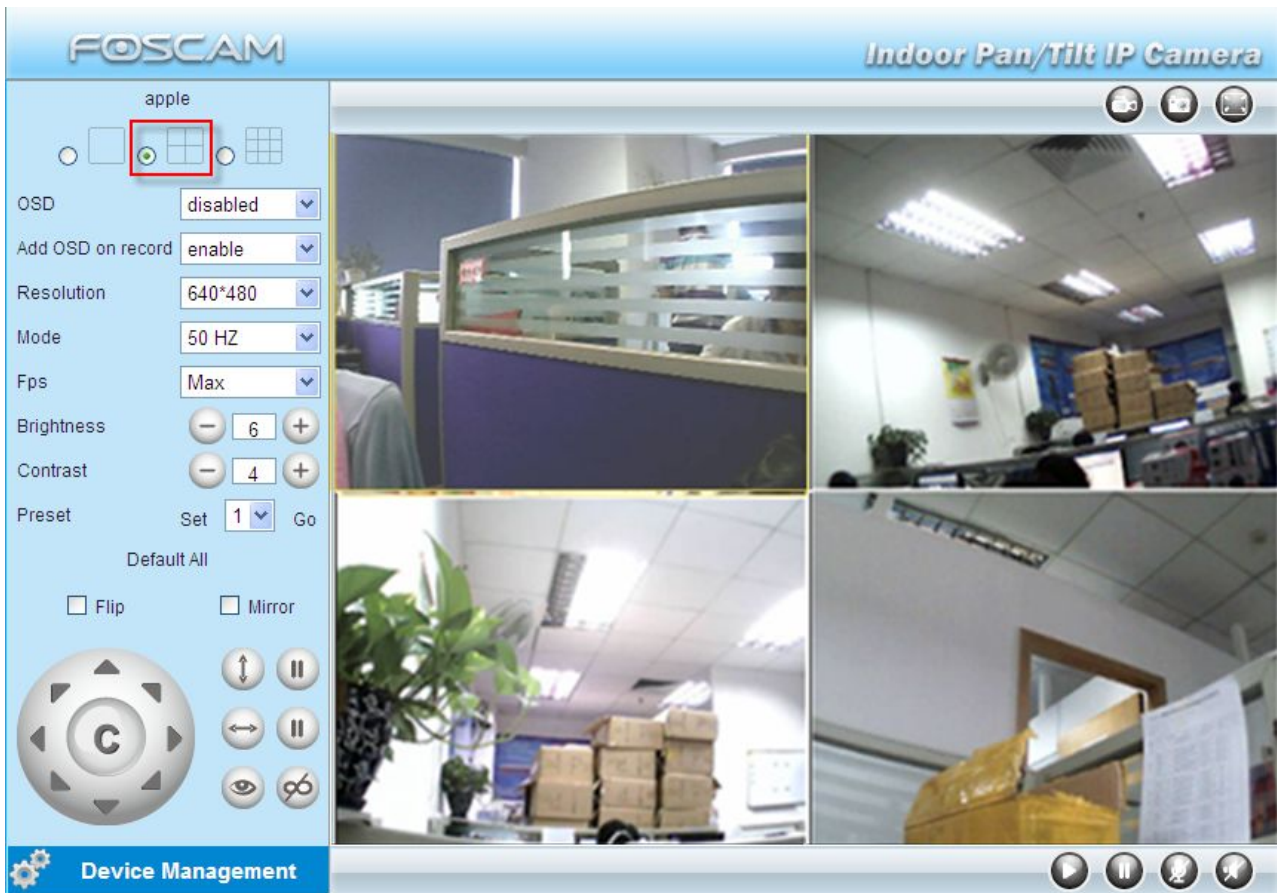 FOSCAM
Indoor Pan/Tilt IP Camera
apple
OSD disabled
Add OSD on record enable
Resolution 640*480
Mode 50 HZ
Fps Max
Brightness 6
Contrast 4
Preset Set 1 Go
Default All
Flip Mirror
C
Device Management